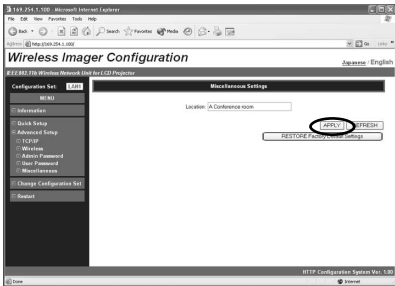 169.254.1.100 - Microsoft Internet Explorer
File Edit View Favorites Tools Help
Back Search Favorites Media
Address http://169.254.1.100/ Go Links
Wireless Imager Configuration
Japanese / English
IEEE802.11b Wireless Network Unit for LCD Projector
Configuration Set: LAN1
Miscellaneous Settings
MENU
Information
Quick Setup
Advanced Setup
TCP/IP
Wireless
Admin Password
User Password
Miscellaneous
Change Configuration Set
Restart
Location: A Conference room
APPLY REFRESH
RESTORE Factory Default Settings
HTTP Configuration System Ver. 1.00
Done Internet